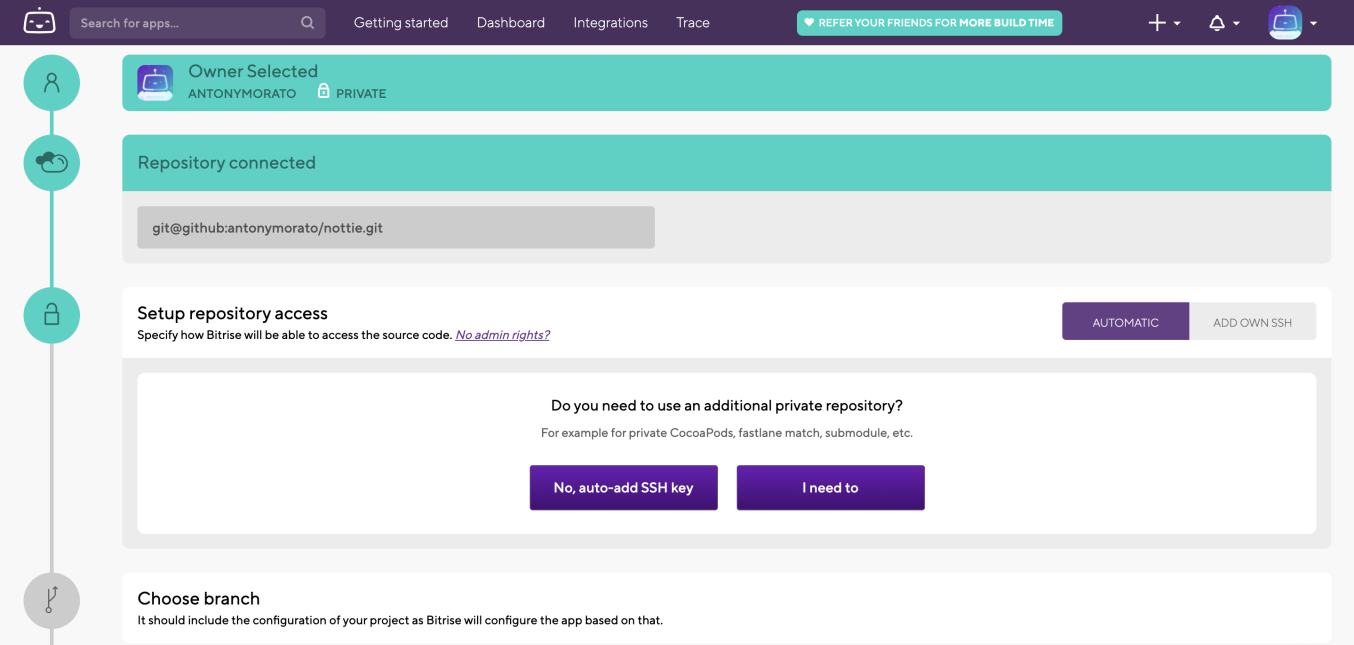 Search for apps...
Getting started
Dashboard
Integrations
Trace
REFER YOUR FRIENDS FOR MORE BUILD TIME
Owner Selected
ANTONYMORATO PRIVATE
Repository connected
git@github:antonymorato/nottie.git
Setup repository access
Specify how Bitrise will be able to access the source code. No admin rights?
AUTOMATIC
ADD OWN SSH
Do you need to use an additional private repository?
For example for private CocoaPods, fastlane match, submodule, etc.
No, auto-add SSH key
I need to
Choose branch
It should include the configuration of your project as Bitrise will configure the app based on that.